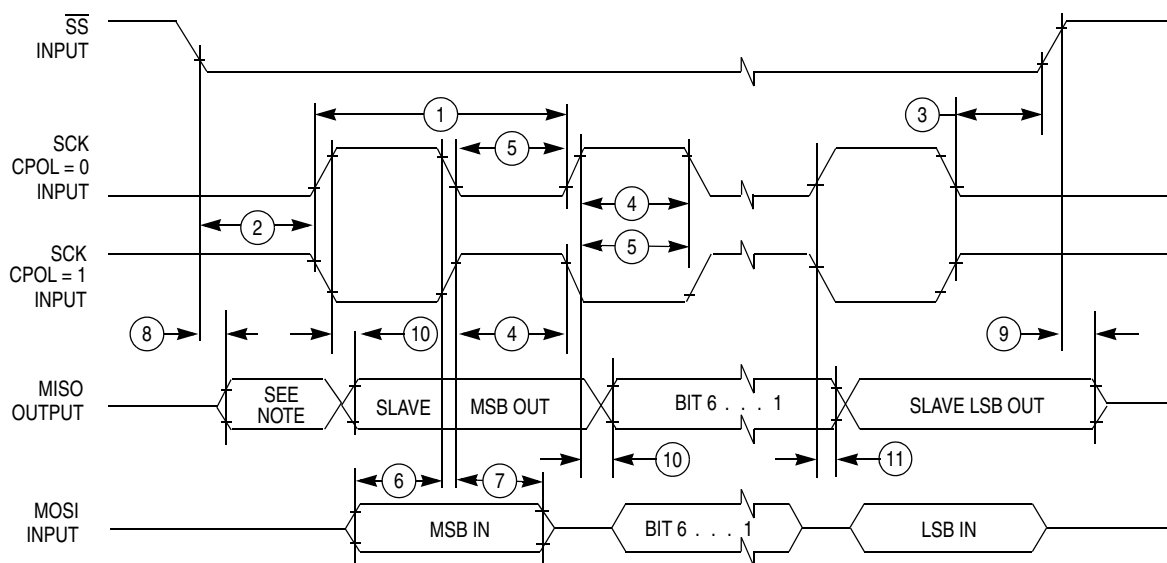 SS
INPUT
1
3
SCK
CPOL = 0
INPUT
5
4
2
5
SCK
CPOL = 1
INPUT
8
10
4
9
MISO
OUTPUT
SEE
NOTE
SLAVE
MSB OUT
BIT 6 . . . 1
SLAVE LSB OUT
10
11
6
7
MOSI
INPUT
MSB IN
BIT 6 . . . 1
LSB IN